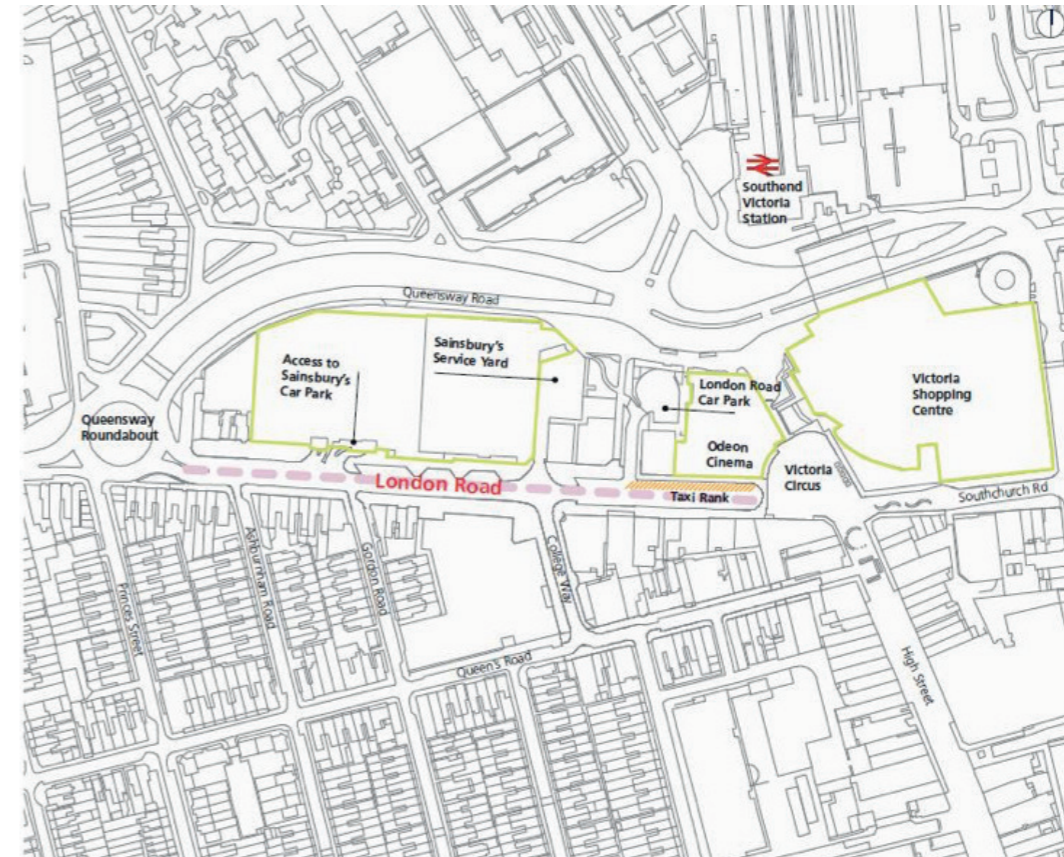 Southend
Victoria
Station
Queensway Road
Sainsbury's
Service Yard
Access to
Sainsbury's
Car Park
London Road
Car Park
Victoria
Shopping
Centre
Queensway
Roundabout
Odeon
Cinema
Victoria
Circus
London Road
Taxi Rank
Southchurch Rd
Princes Street
Ashburnham Road
Gordon Road
College Way
Queen's Road
High Street